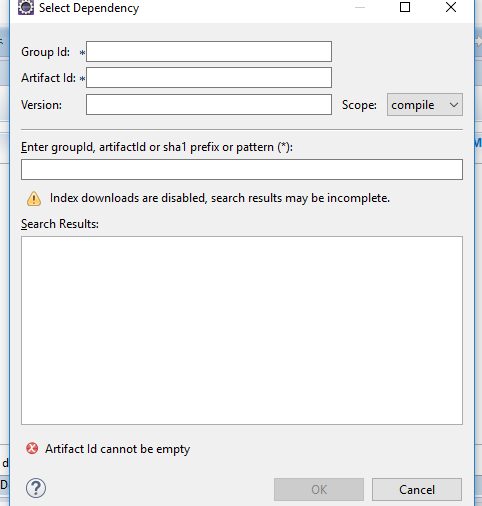 Select Dependency
Group Id: *
Artifact Id: *
Version:
Scope: compile
Enter groupId, artifactId or sha1 prefix or pattern (*):
Index downloads are disabled, search results may be incomplete.
Search Results:
Artifact Id cannot be empty
d
D
M
? OK Cancel